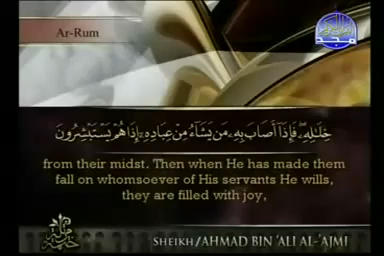 Ar-Rum
المجد
خِلَٰلِهِۦ ۖ فَإِذَآ أَصَابَ بِهِۦ مَن يَشَآءُ مِنْ عِبَادِهِۦٓ إِذَا هُمْ يَسْتَبْشِرُونَ
from their midst. Then when He has made them
fall on whomsoever of His servants He wills,
they are filled with joy,
SHEIKH/AHMAD BIN 'ALI AL-'AJMI